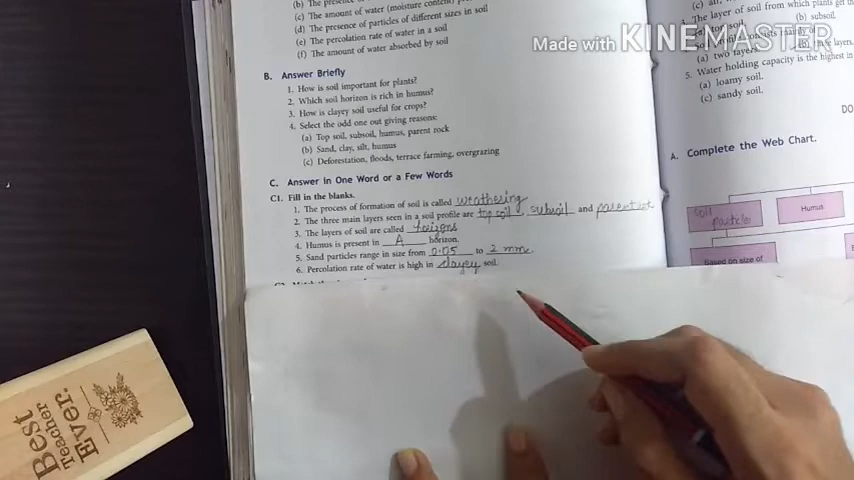 (b) The presence of
(c) The amount of water (moisture content)
(d) The presence of particles of different sizes in soil
(e) The percolation rate of water in a soil
(f) The amount of water absorbed by soil
B. Answer Briefly
1. How is soil important for plants?
2. Which soil horizon is rich in humus?
3. How is clayey soil useful for crops?
4. Select the odd one out giving reasons:
(a) Top soil, subsoil, humus, parent rock
(b) Sand, clay, silt, humus
(c) Deforestation, floods, terrace farming, overgrazing
C. Answer in One Word or a Few Words
C1. Fill in the blanks.
1. The process of formation of soil is called weathering
2. The three main layers seen in a soil profile are top soil, subsoil and
3. The layers of soil are called horizons
4. Humus is present in A horizon.
5. Sand particles range in size from 0.05 to 2 mm.
6. Percolation rate of water is high in clayey soil.
The layer of soil from which plants get
(b) subsoil.
(a) two layers
layers.
5. Water holding capacity is the highest in
(a) loamy soil.
(c) sandy soil.
DO
A. Complete the Web Chart.
Soil particles
Humus
Based on size of
Made with KINEMASTER
Best
Teacher
Ever.